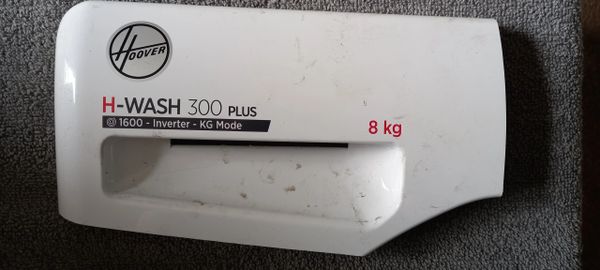 HOOVER
H-WASH 300 PLUS
1600 - Inverter - KG Mode
8 kg